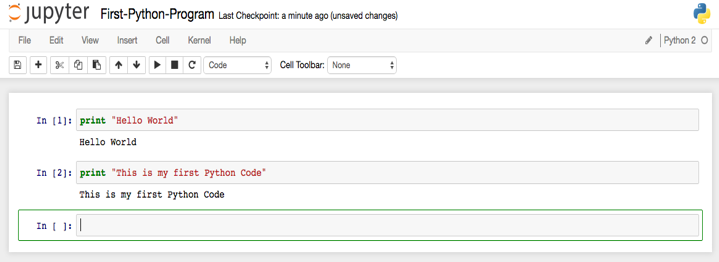 jupyter First-Python-Program Last Checkpoint: a minute ago (unsaved changes)
File Edit View Insert Cell Kernel Help Python 2
Code Cell Toolbar: None
In [1]: print "Hello World"
Hello World
In [2]: print "This is my first Python Code"
This is my first Python Code
In [ ]: